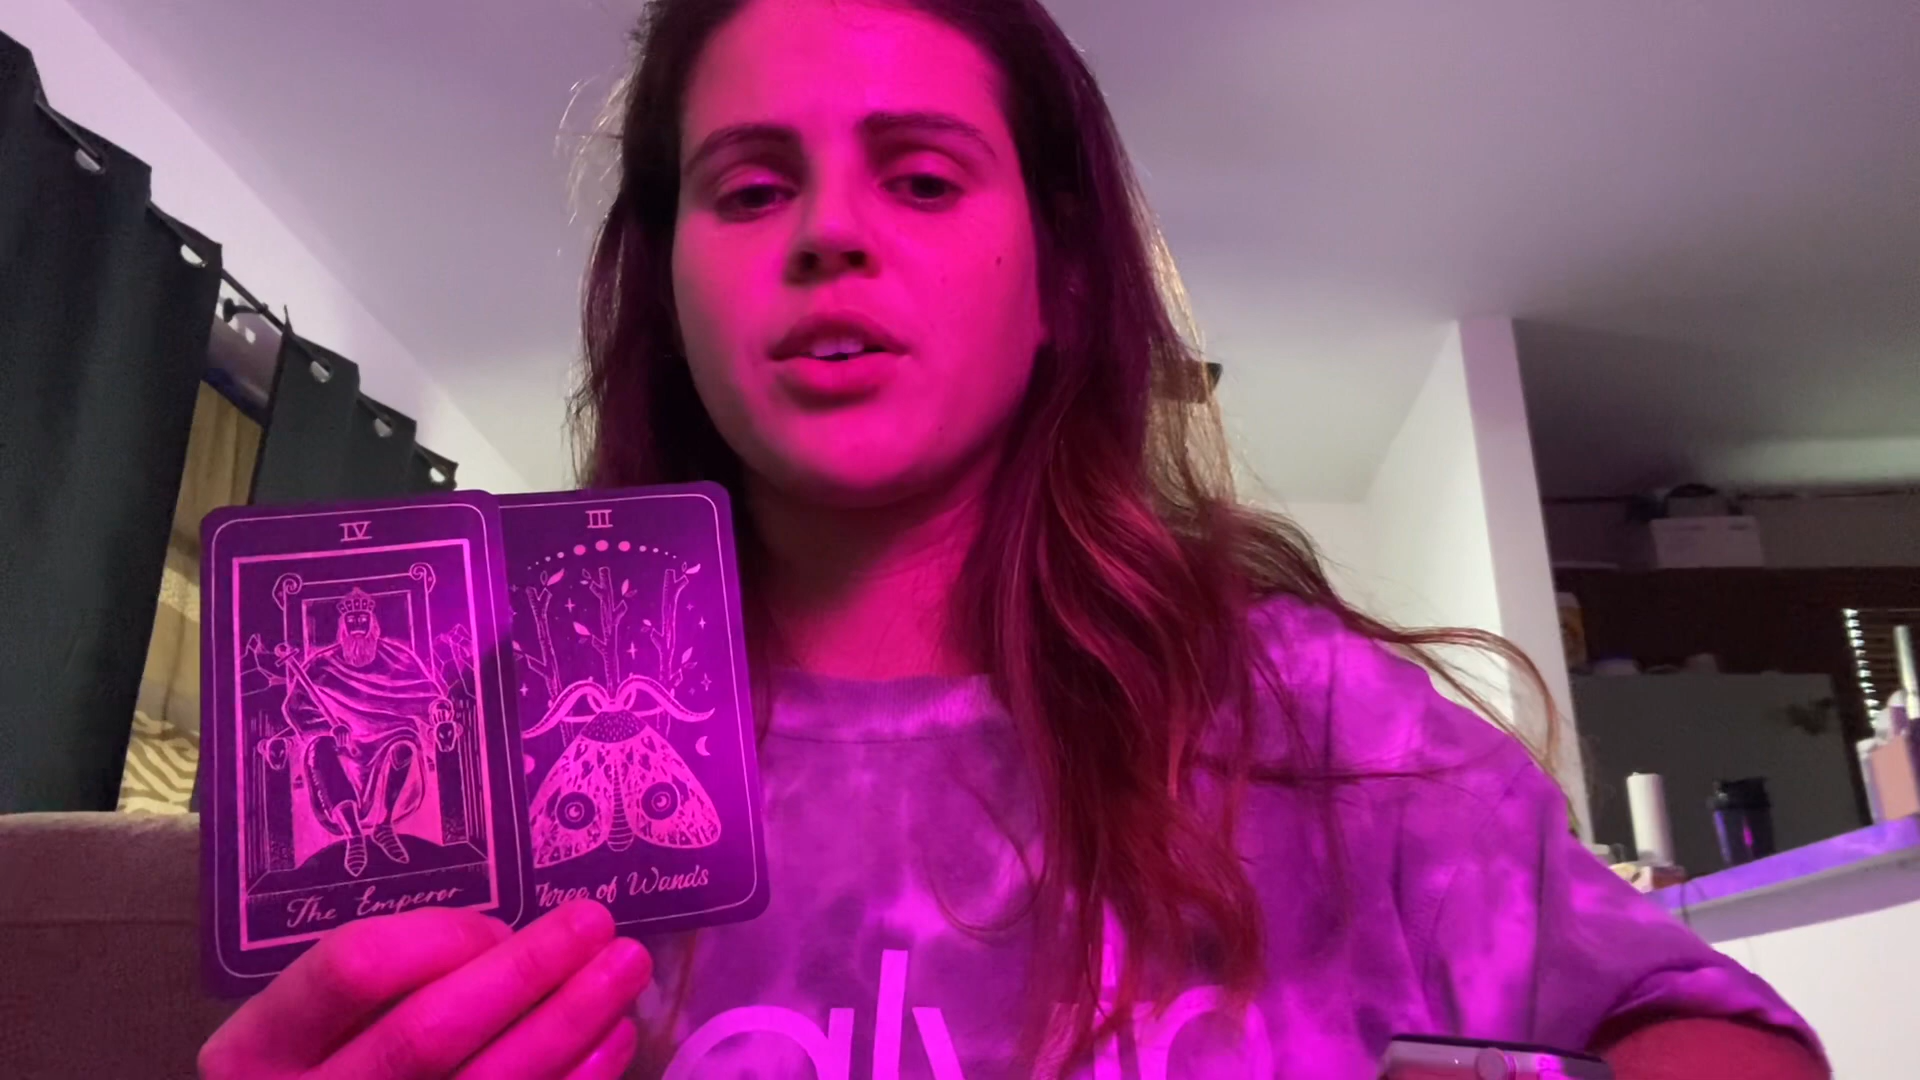 IV
The Emperor
III
Three of Wands